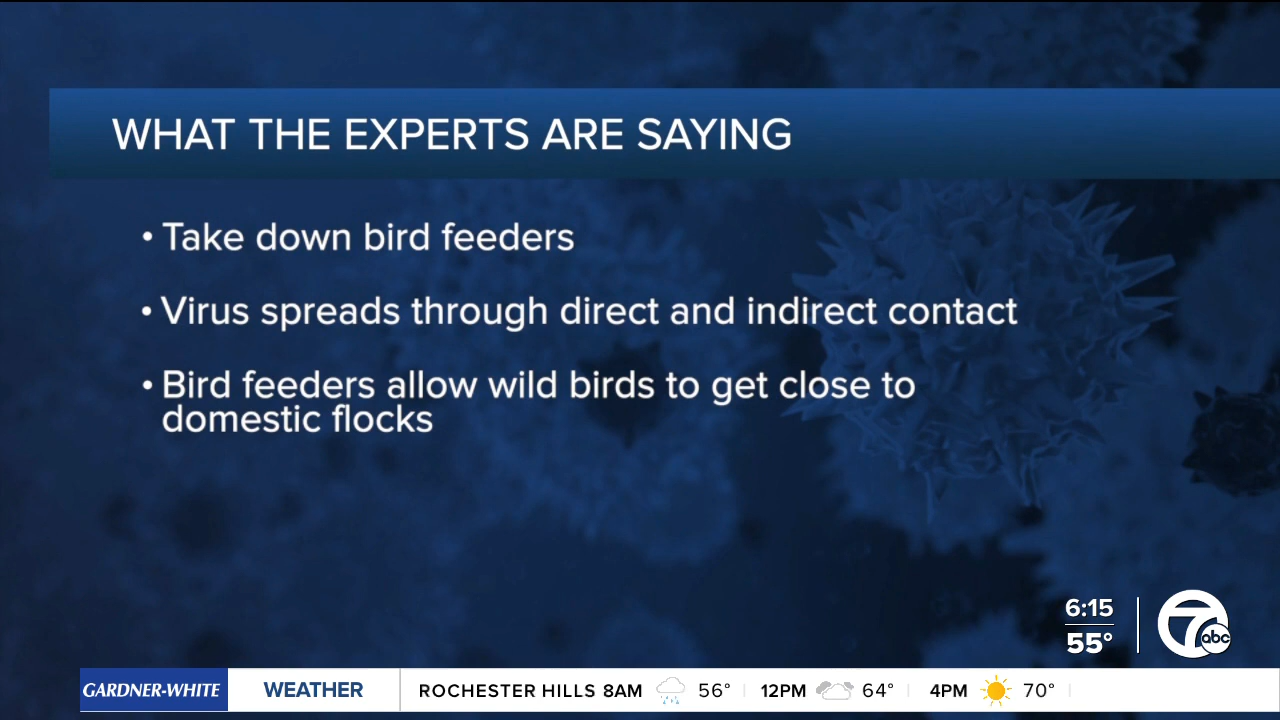 WHAT THE EXPERTS ARE SAYING
• Take down bird feeders
• Virus spreads through direct and indirect contact
• Bird feeders allow wild birds to get close to
domestic flocks
6:15
55°
7 abc
GARDNER-WHITE WEATHER ROCHESTER HILLS 8AM 56° 12PM 64° 4PM 70°